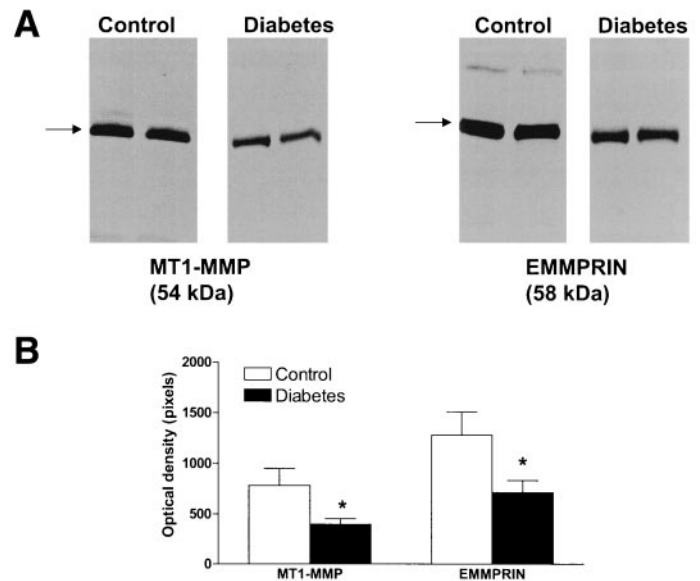 A
Control Diabetes
Control Diabetes
MT1-MMP
(54 kDa)
EMMPRIN
(58 kDa)
B
Optical density (pixels)
2000
1500
1000
500
0
Control
Diabetes
*
*
MT1-MMP
EMMPRIN